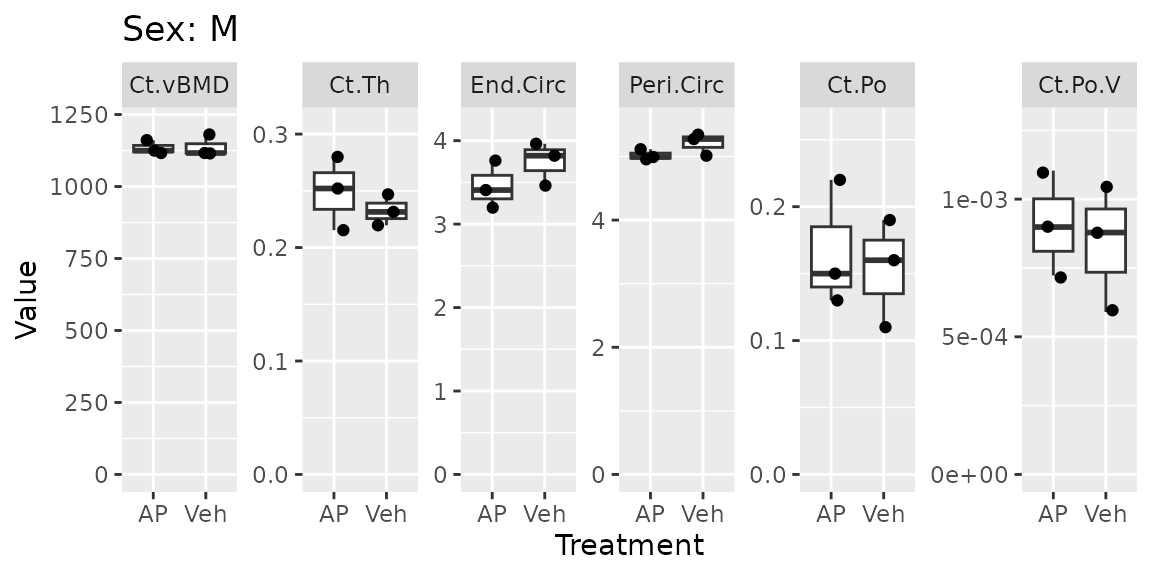 Sex: M
Ct.vBMD Ct.Th End.Circ Peri.Circ Ct.Po Ct.Po.V
1250
1000
750
500
250
0
0.3
0.2
0.1
0.0
4
3
2
1
0
4
2
0
0.2
0.1
0.0
1e-03
5e-04
0e+00
Value
AP Veh AP Veh AP Veh AP Veh AP Veh AP Veh
Treatment